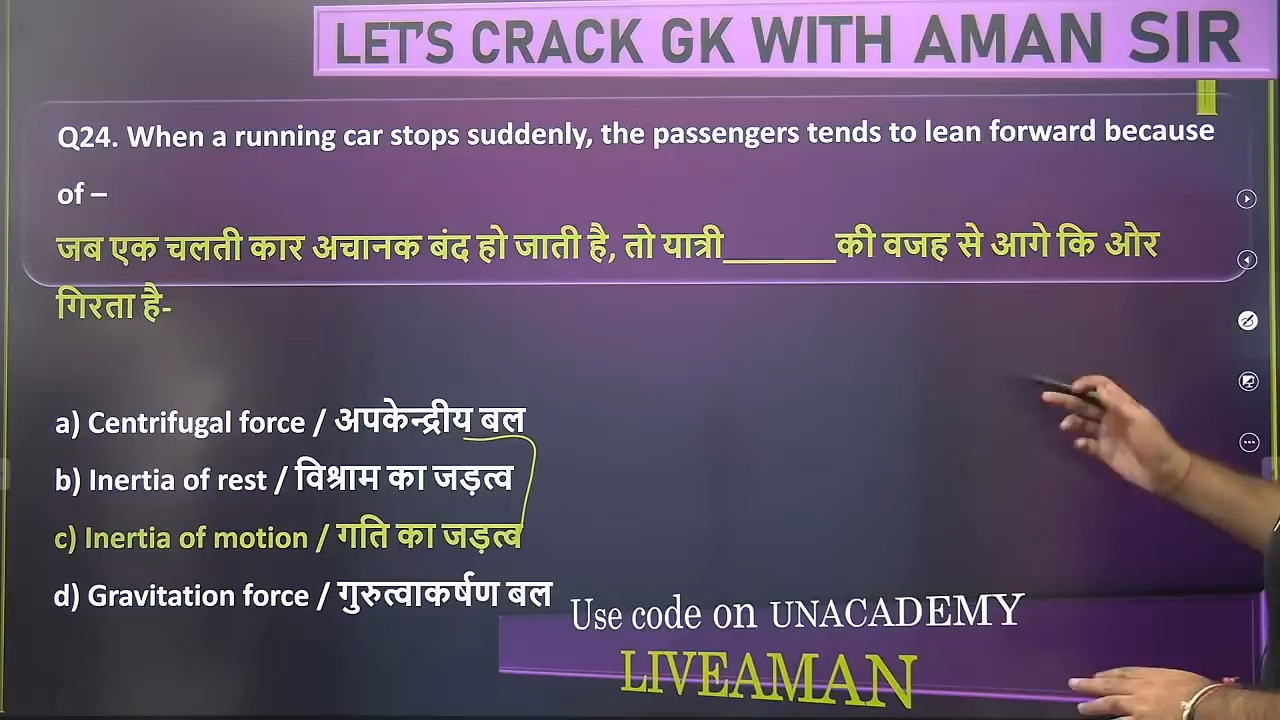 LET'S CRACK GK WITH AMAN SIR
Q24. When a running car stops suddenly, the passengers tends to lean forward because
of –
जब एक चलती कार अचानक बंद हो जाती है, तो यात्री______की वजह से आगे कि ओर
गिरता है-
a) Centrifugal force / अपकेन्द्रीय बल
b) Inertia of rest / विश्राम का जड़त्व
c) Inertia of motion / गति का जड़त्व
d) Gravitation force / गुरुत्वाकर्षण बल
Use code on UNACADEMY
LIVEAMAN